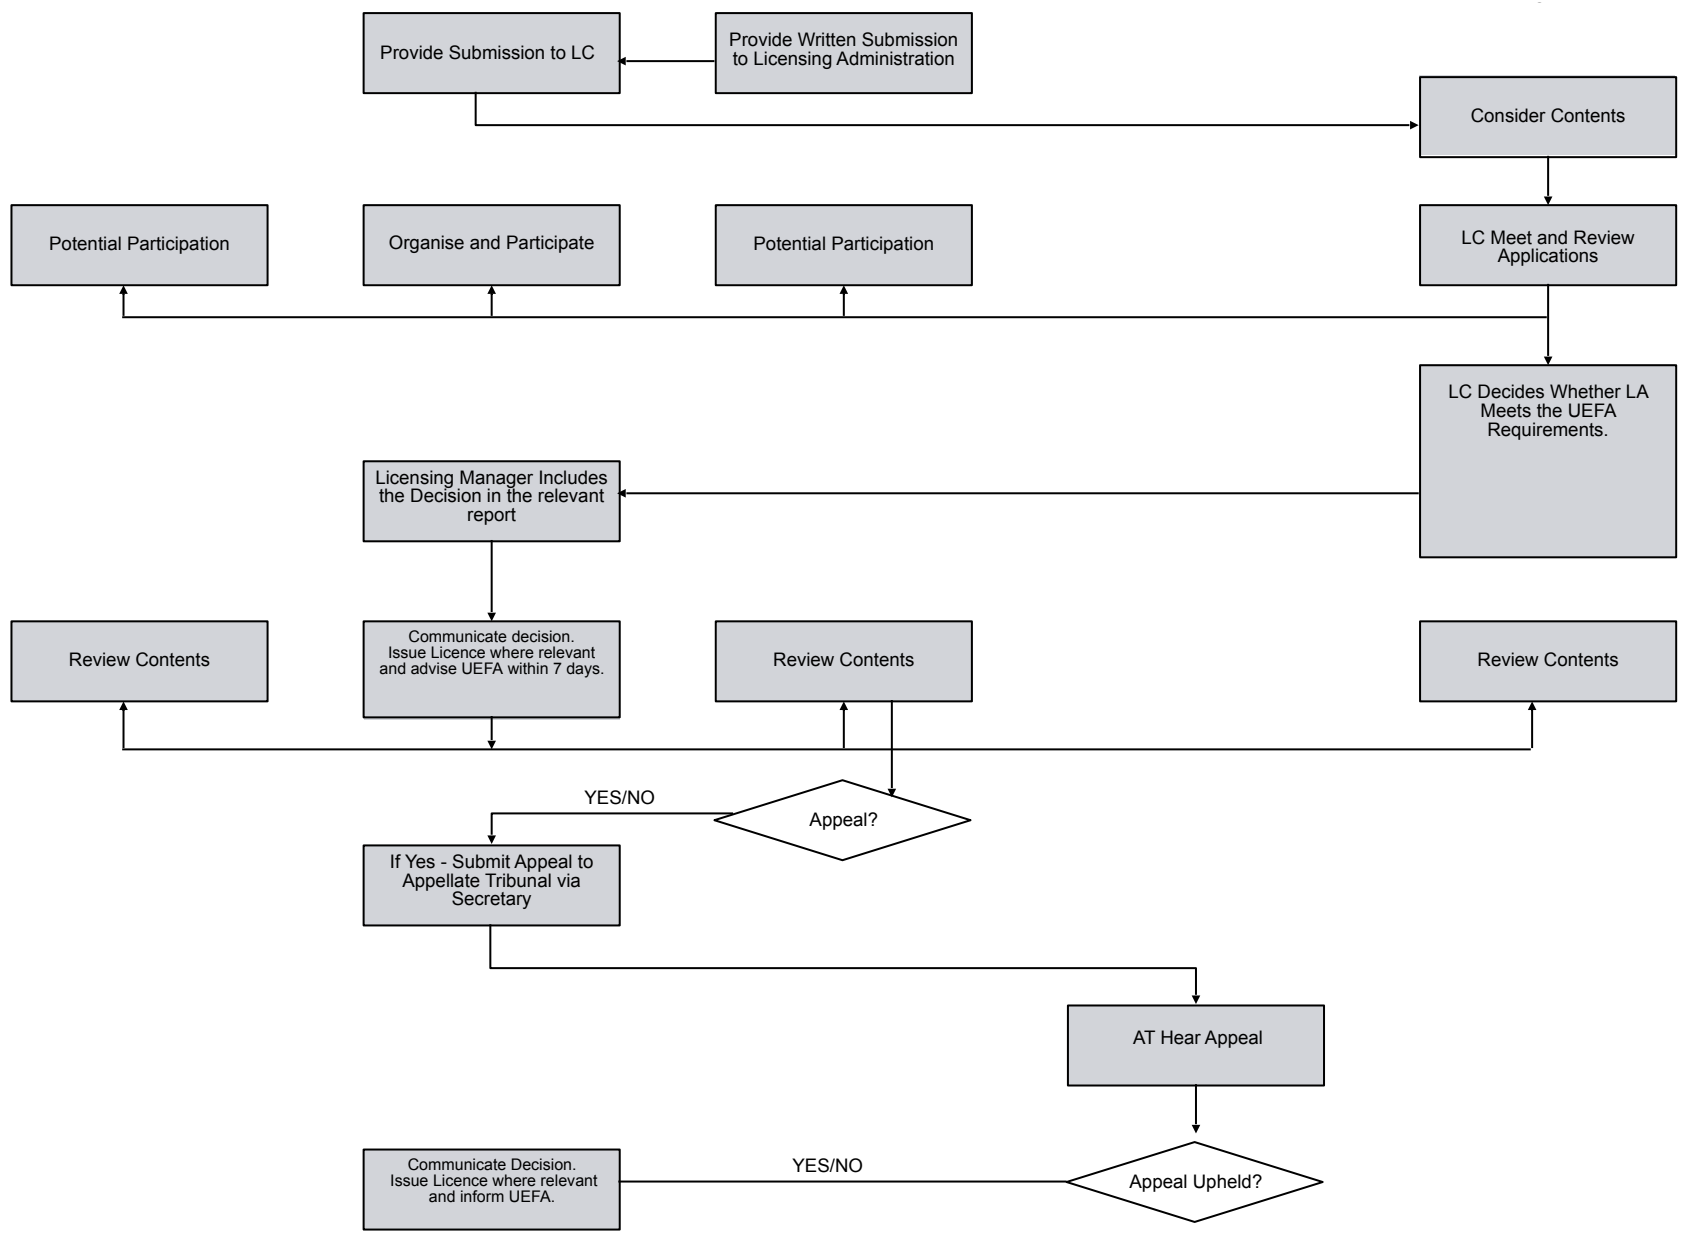 Provide Submission to LC
Provide Written Submission
to Licensing Administration
Consider Contents
Potential Participation
Organise and Participate
Potential Participation
LC Meet and Review
Applications
LC Decides Whether LA
Meets the UEFA
Requirements.
Licensing Manager Includes
the Decision in the relevant
report
Review Contents
Communicate decision.
Issue Licence where relevant
and advise UEFA within 7 days.
Review Contents
Review Contents
YES/NO
Appeal?
If Yes - Submit Appeal to
Appellate Tribunal via
Secretary
AT Hear Appeal
Communicate Decision.
Issue Licence where relevant
and inform UEFA.
YES/NO
Appeal Upheld?